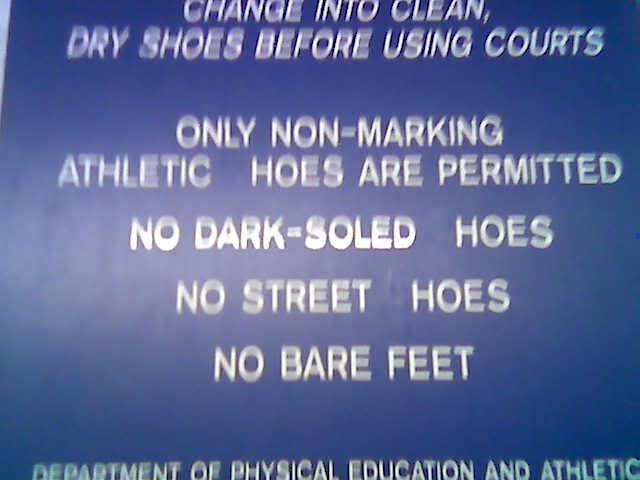 CHANGE INTO CLEAN,
DRY SHOES BEFORE USING COURTS
ONLY NON-MARKING
ATHLETIC HOES ARE PERMITTED
NO DARK-SOLED HOES
NO STREET HOES
NO BARE FEET
DEPARTMENT OF PHYSICAL EDUCATION AND ATHLETIC